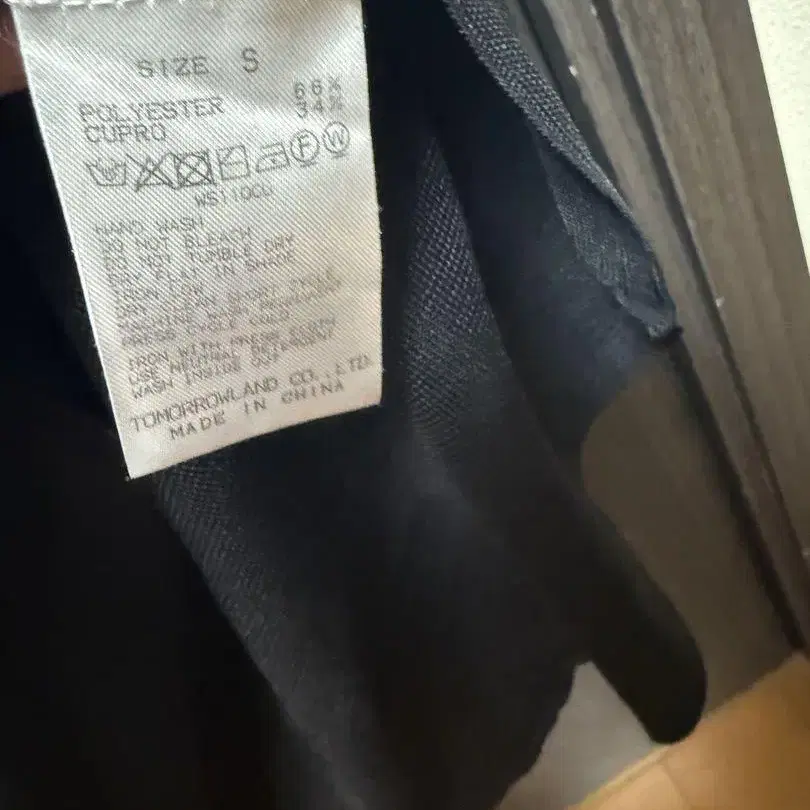 SIZE S
POLYESTER 66%
CUPRO 34%
F W
HAND WASH
DO NOT BLEACH
DO NOT TUMBLE DRY
DRY FLAT IN SHADE
IRON LOW
DRY CLEAN SHORT CYCLE
MACHINE WASH PERMANENT
PRESS CYCLE COLD
IRON WITH PRESS CLOTH
USE NEUTRAL DETERGENT
WASH INSIDE OUT
TOMORROWLAND CO.,LTD.
MADE IN CHINA